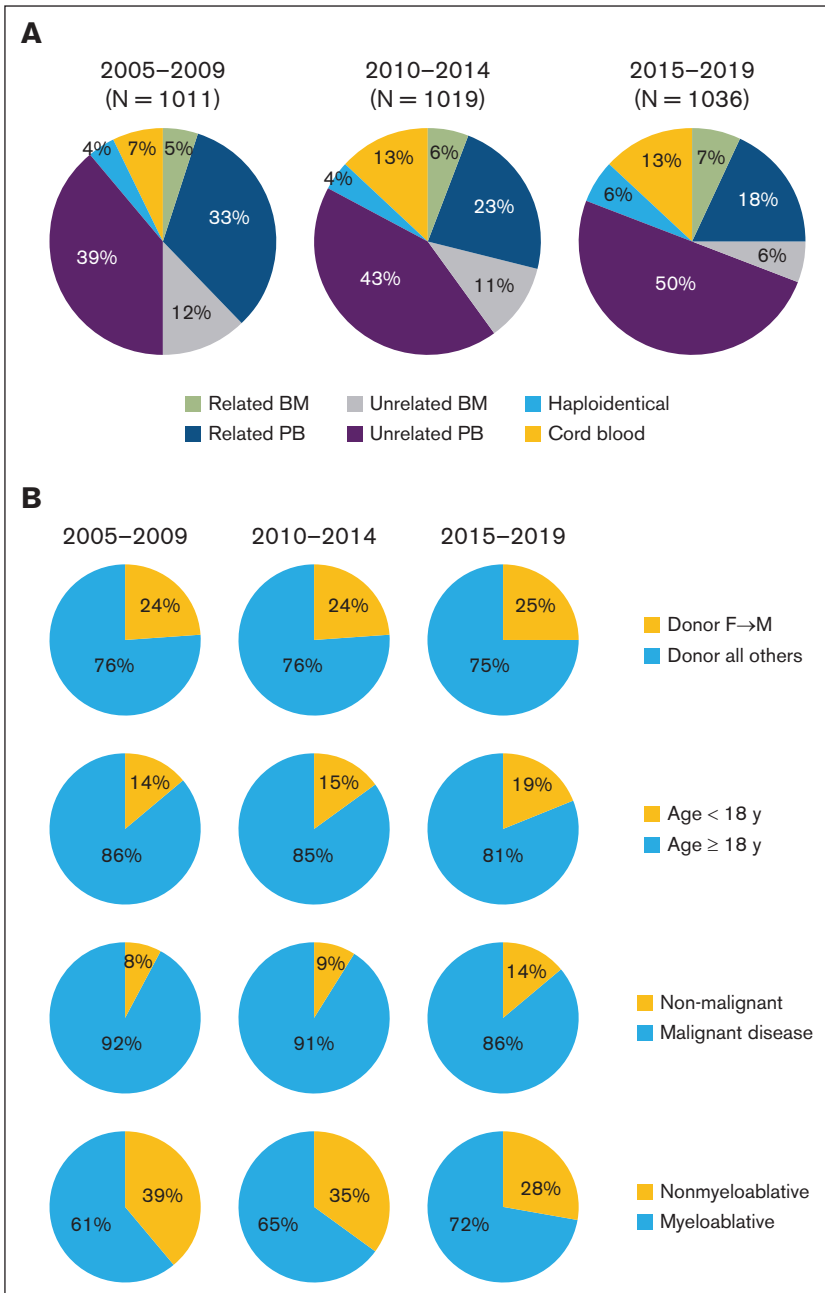 A
2005–2009 2010–2014 2015–2019
(N = 1011) (N = 1019) (N = 1036)
4% 7% 5% 33% 12% 39%
4% 13% 6% 23% 11% 43%
6% 13% 7% 18% 6% 50%
Related BM Unrelated BM Haploidentical
Related PB Unrelated PB Cord blood
B
2005–2009 2010–2014 2015–2019
24% 24% 25%
Donor F→M
76% 76% 75%
Donor all others
14% 15% 19%
Age < 18 y
86% 85% 81%
Age ≥ 18 y
8% 9% 14%
Non-malignant
92% 91% 86%
Malignant disease
39% 35% 28%
Nonmyeloablative
61% 65% 72%
Myeloablative